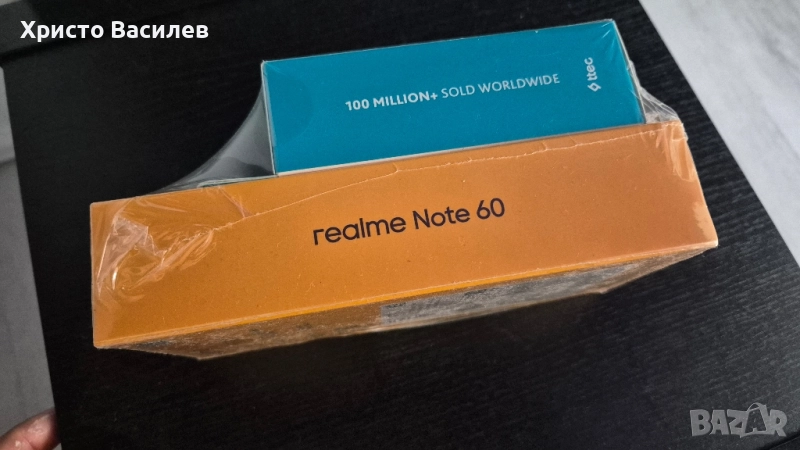 Христо Василев
100 MILLION+ SOLD WORLDWIDE
ttec
realme Note 60
BAZAR